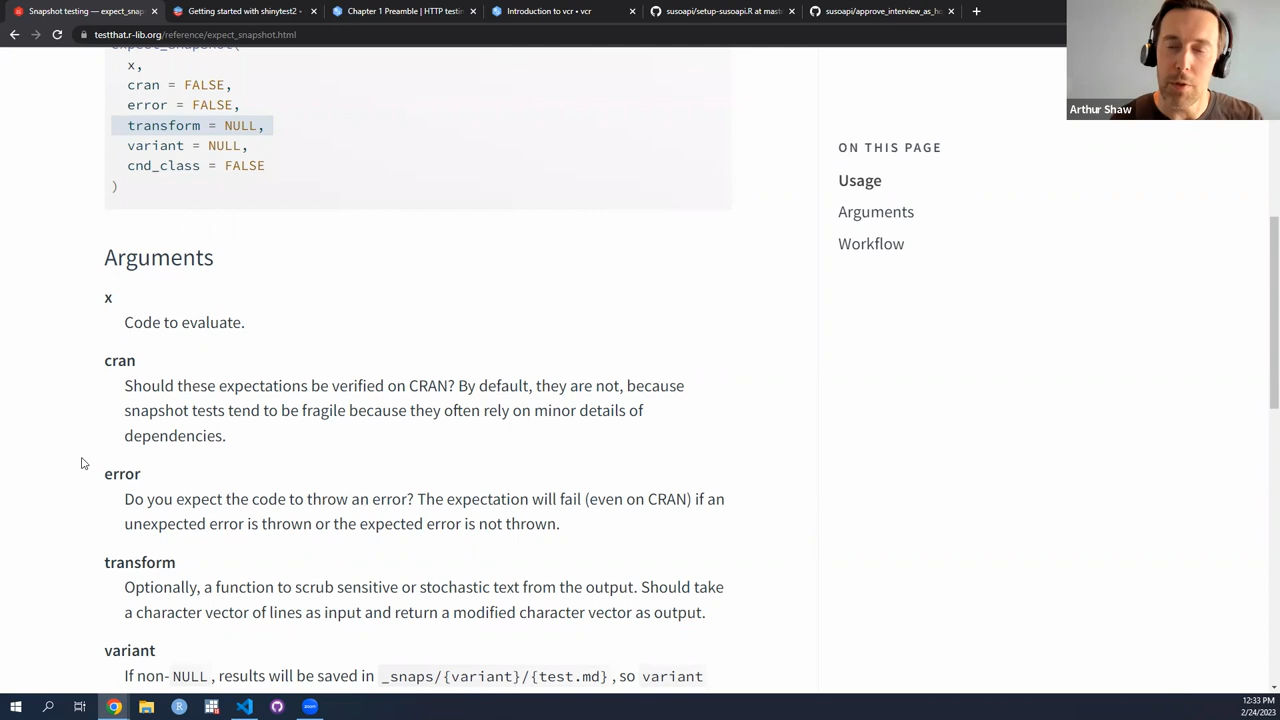 Snapshot testing — expect_snap
Getting started with shinytest2 •
Chapter 1 Preamble | HTTP testin
Introduction to vcr • vcr
susoapi/setup-susoapi.R at mast
susoapi/approve_interview_as_h
testthat.r-lib.org/reference/expect_snapshot.html
expect_snapshot(
x,
cran = FALSE,
error = FALSE,
transform = NULL,
variant = NULL,
cnd_class = FALSE
)
Arthur Shaw
ON THIS PAGE
Usage
Arguments
Workflow
Arguments
x
Code to evaluate.
cran
Should these expectations be verified on CRAN? By default, they are not, because
snapshot tests tend to be fragile because they often rely on minor details of
dependencies.
error
Do you expect the code to throw an error? The expectation will fail (even on CRAN) if an
unexpected error is thrown or the expected error is not thrown.
transform
Optionally, a function to scrub sensitive or stochastic text from the output. Should take
a character vector of lines as input and return a modified character vector as output.
variant
If non-NULL, results will be saved in _snaps/{variant}/{test.md}, so variant
12:33 PM
2/24/2023